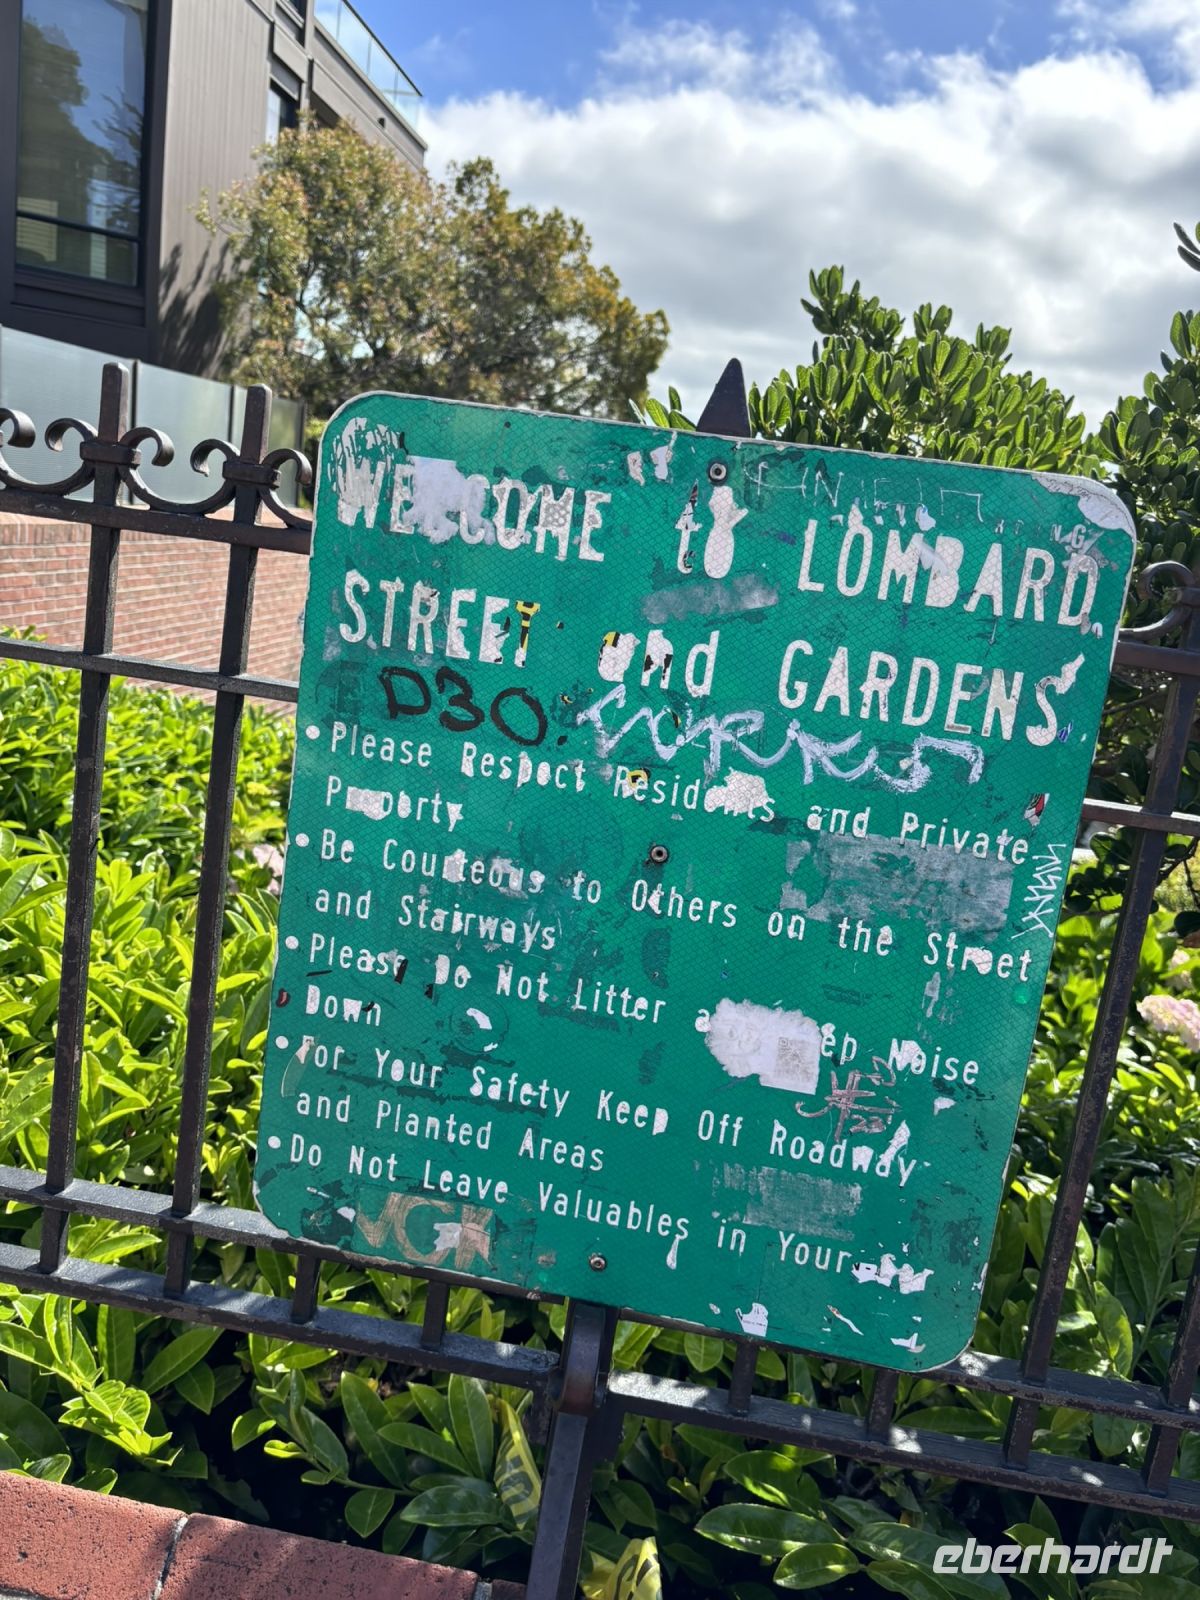 WELCOME to LOMBARD
STREET and GARDENS
D30
• Please Respect Residents and Private
Property
• Be Courteous to Others on the Street
and Stairways
• Please Do Not Litter a ep Noise
Down
• For Your Safety Keep Off Roadway
and Planted Areas
• Do Not Leave Valuables in Your
eberhardt